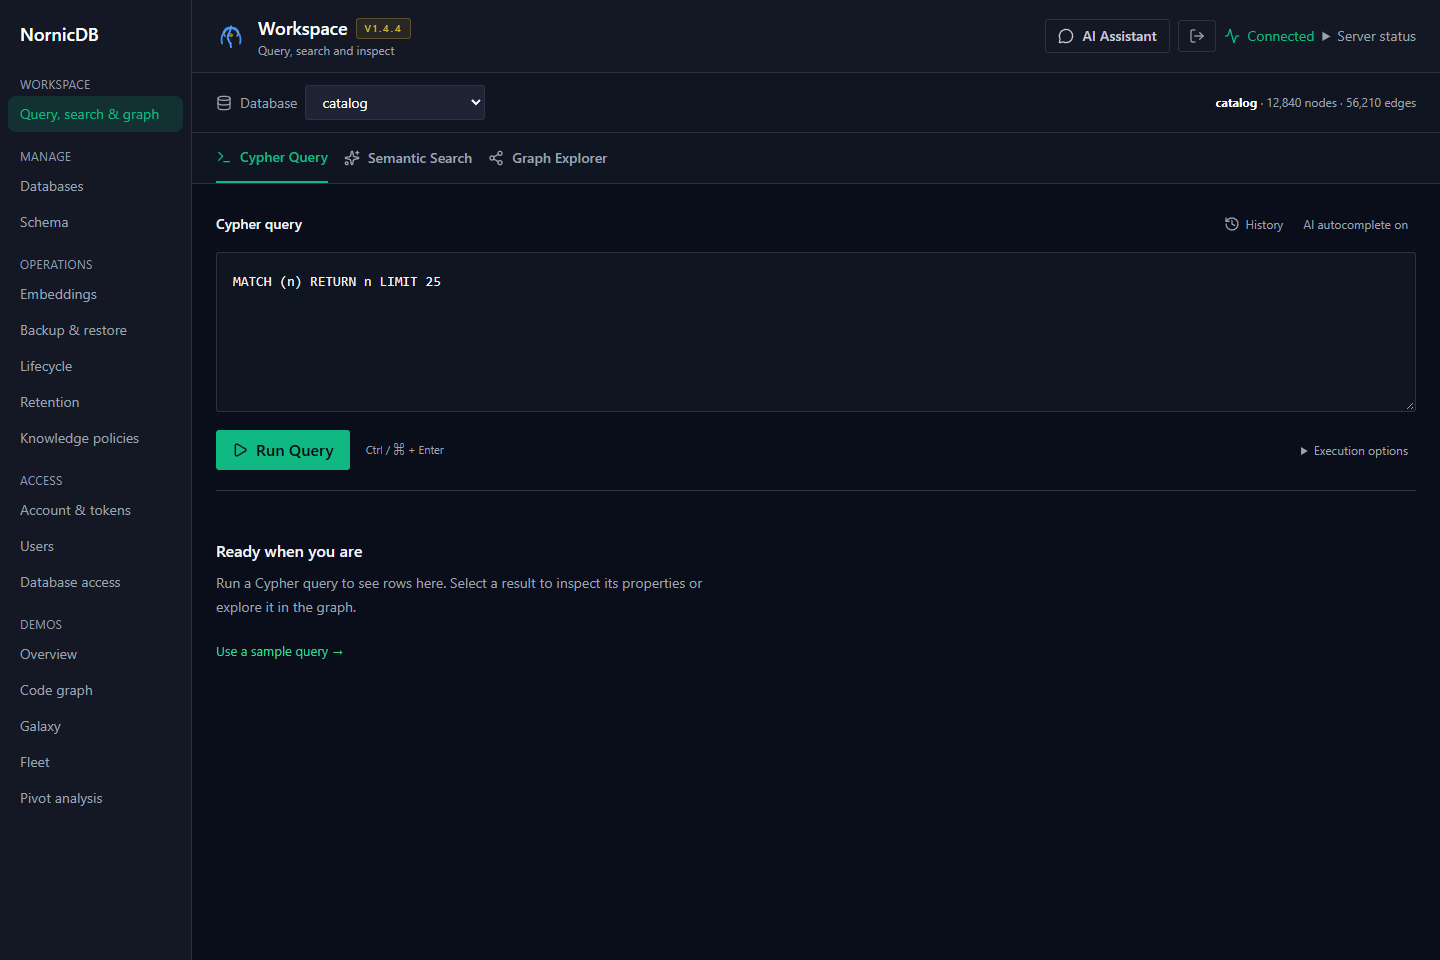 NornicDB
WORKSPACE
Query, search & graph
MANAGE
Databases
Schema
OPERATIONS
Embeddings
Backup & restore
Lifecycle
Retention
Knowledge policies
ACCESS
Account & tokens
Users
Database access
DEMOS
Overview
Code graph
Galaxy
Fleet
Pivot analysis
Workspace V1.4.4
Query, search and inspect
AI Assistant
Connected ▶ Server status
Database catalog
catalog · 12,840 nodes · 56,210 edges
Cypher Query Semantic Search Graph Explorer
Cypher query
History AI autocomplete on
MATCH (n) RETURN n LIMIT 25
Run Query Ctrl / ⌘ + Enter
▶ Execution options
Ready when you are
Run a Cypher query to see rows here. Select a result to inspect its properties or
explore it in the graph.
Use a sample query →